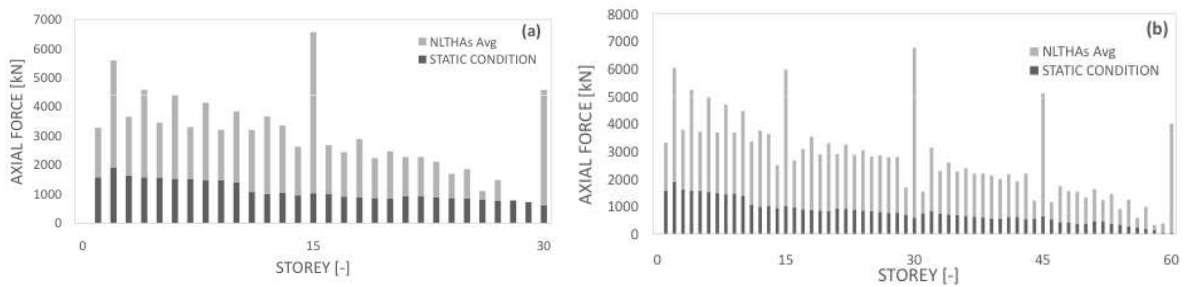 (a)
NLTHAs Avg
STATIC CONDITION
AXIAL FORCE [kN]
7000
6000
5000
4000
3000
2000
1000
0
0 15 30
STOREY [-]
(b)
NLTHAs Avg
STATIC CONDITION
AXIAL FORCE [kN]
8000
7000
6000
5000
4000
3000
2000
1000
0
0 15 30 45 60
STOREY [-]